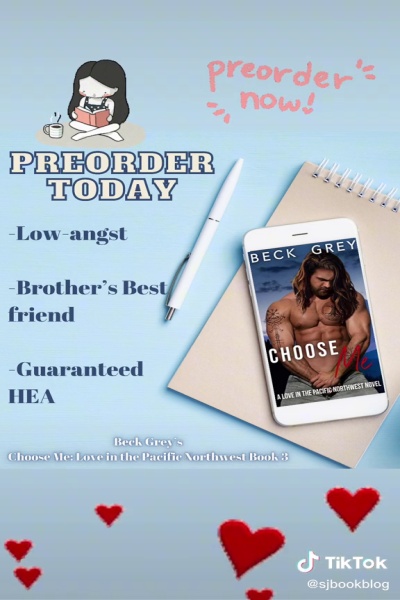 preorder
now!
PREORDER
TODAY
-Low-angst
-Brother's Best
friend
-Guaranteed
HEA
BECK GREY
CHOOSE
Me
A LOVE IN THE PACIFIC NORTHWEST NOVEL
Beck Grey's
Choose Me: Love in the Pacific Northwest Book 3
TikTok
@sjbookblog